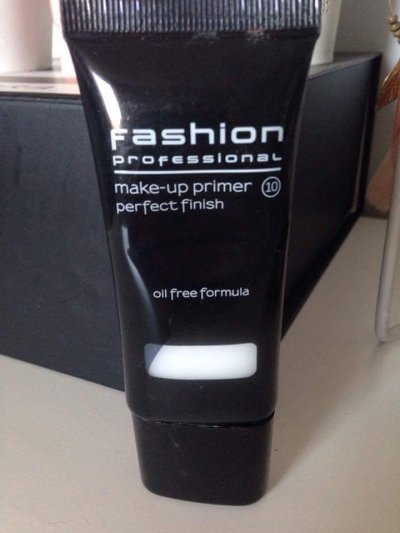 Fashion
professional
make-up primer 10
perfect finish
oil free formula